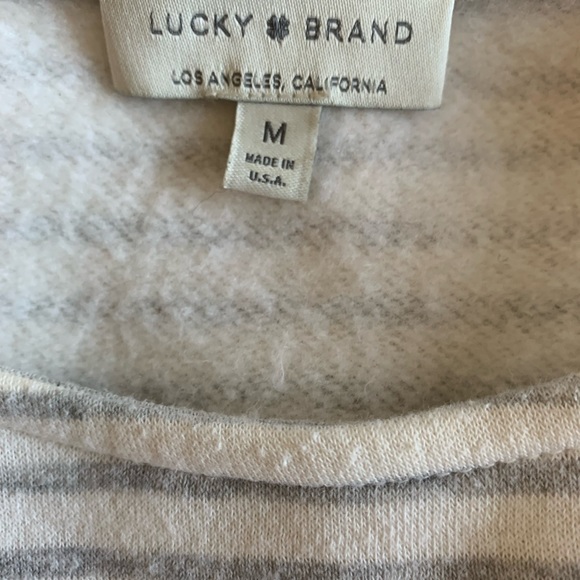 LUCKY BRAND
LOS ANGELES, CALIFORNIA
M
MADE IN
U.S.A.